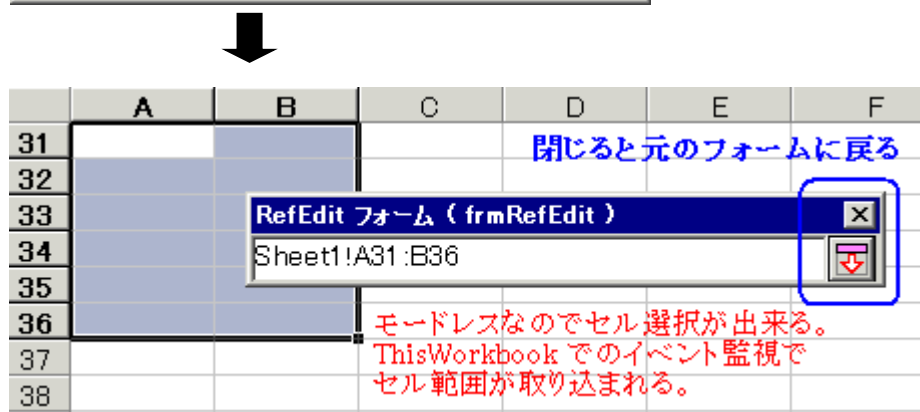 A B C D E F
31 閉じると元のフォームに戻る
32
33 RefEdit フォーム ( frmRefEdit )
34 Sheet1!A31:B36
35
36 モードレスなのでセル選択が出来る。
37 ThisWorkbook でのイベント監視で
38 セル範囲が取り込まれる。